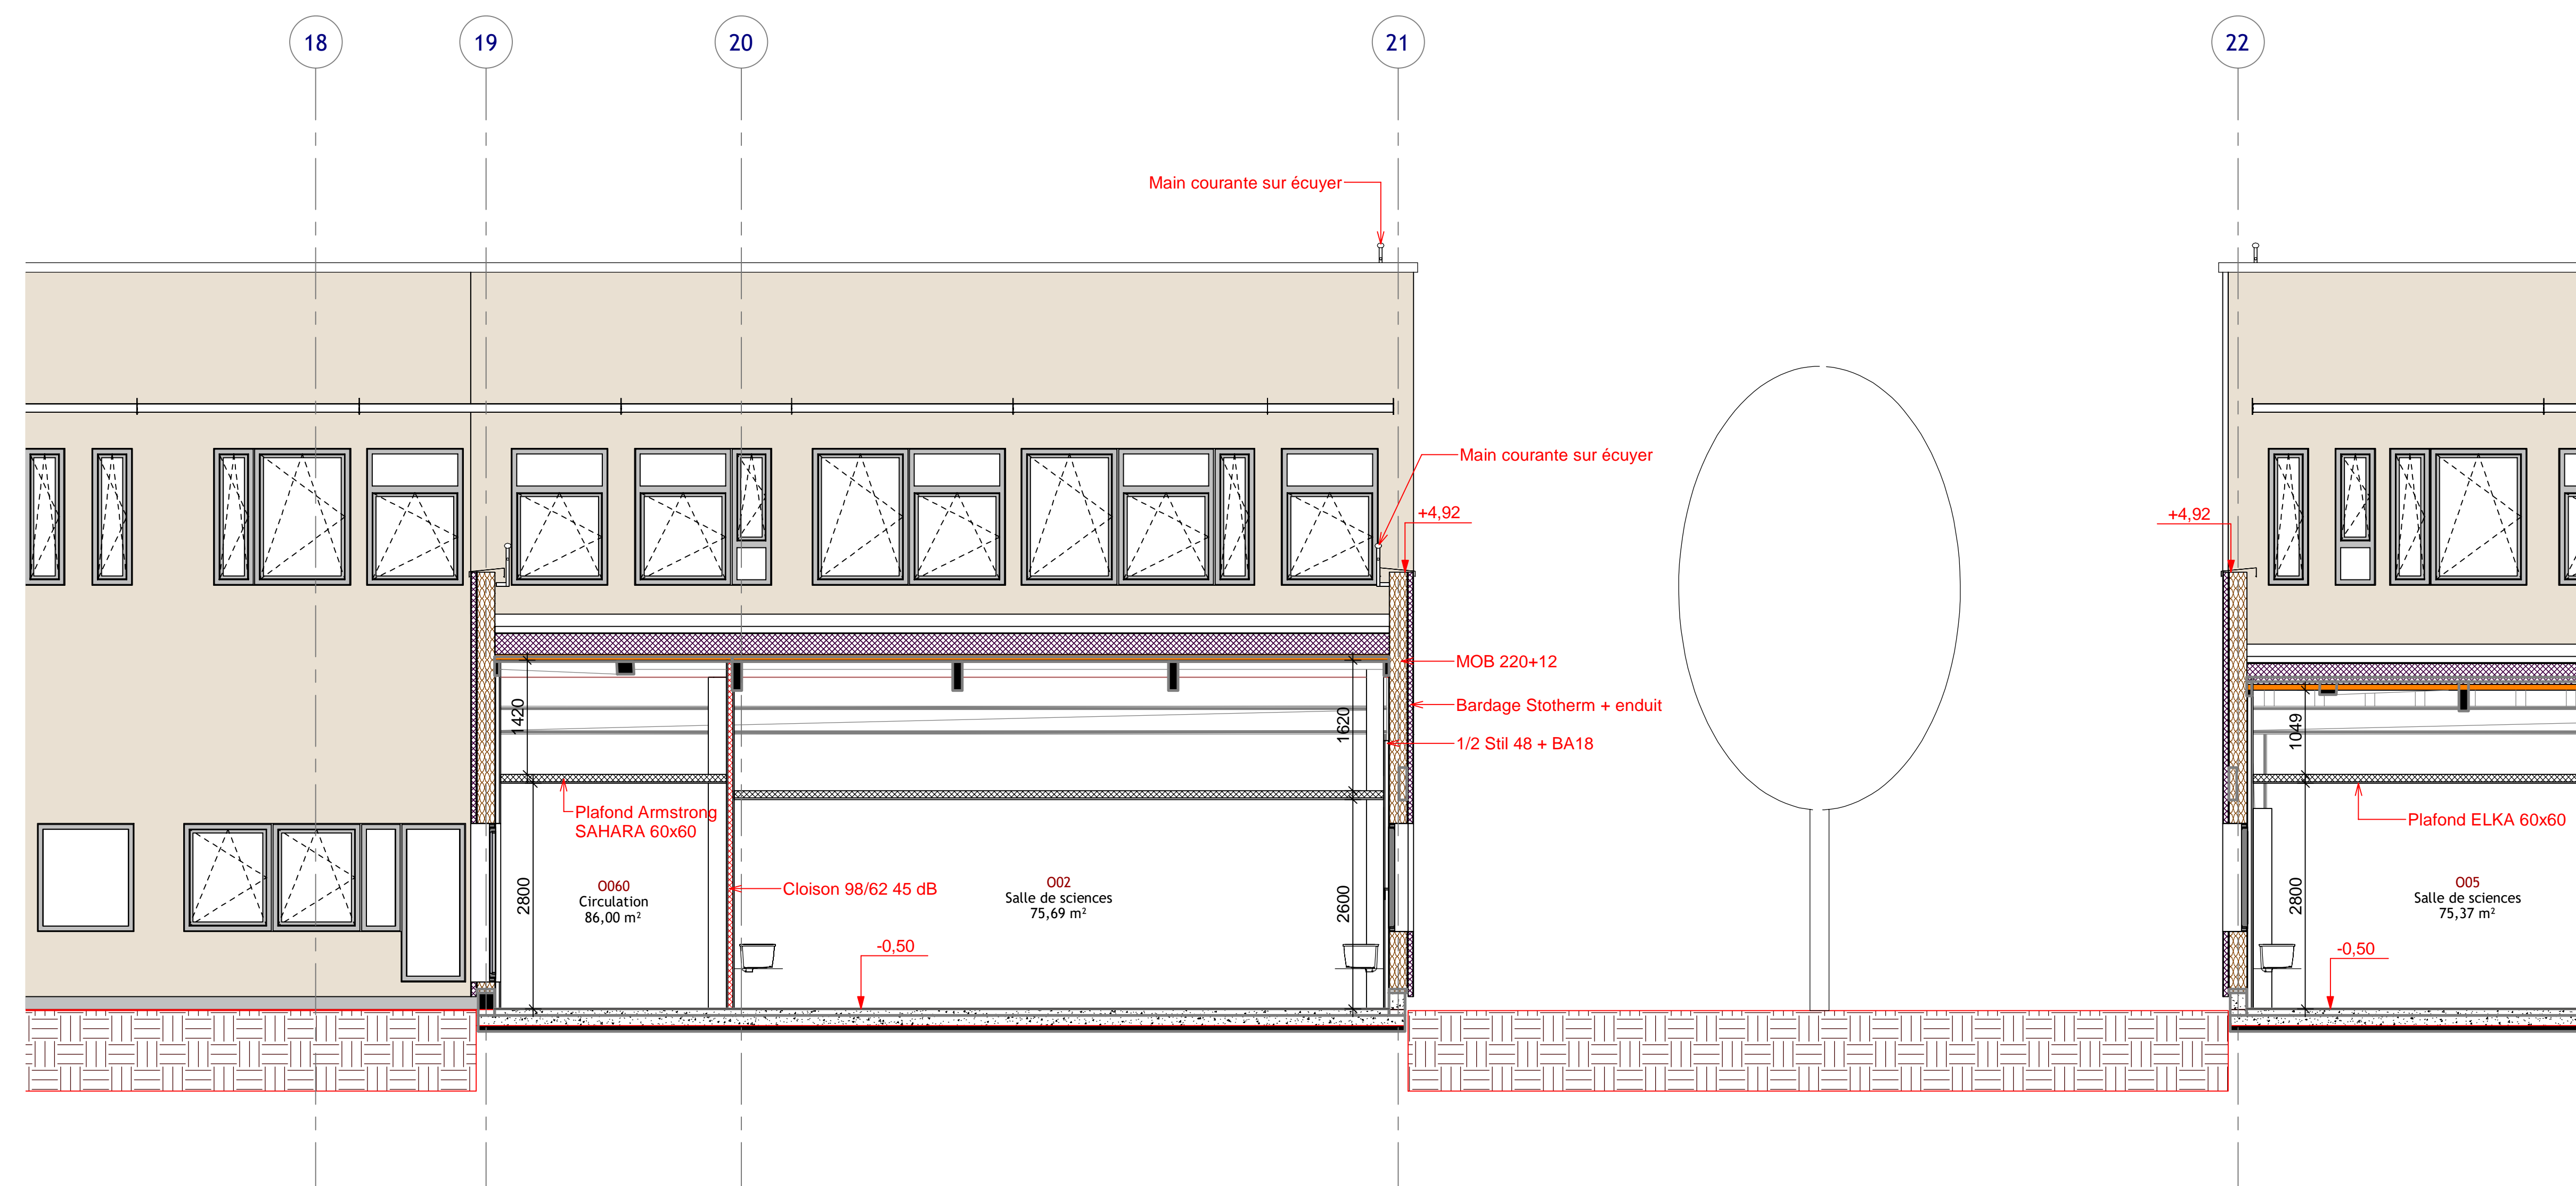 18
19
20
21
22
Main courante sur écuyer
Main courante sur écuyer
+4,92
+4,92
MOB 220+12
Bardage Stotherm + enduit
1/2 Stil 48 + BA18
1420
1620
1049
Plafond Armstrong
SAHARA 60x60
Plafond ELKA 60x60
Cloison 98/62 45 dB
2800
O060
Circulation
86,00 m²
O02
Salle de sciences
75,69 m²
2600
2800
O05
Salle de sciences
75,37 m²
-0,50
-0,50